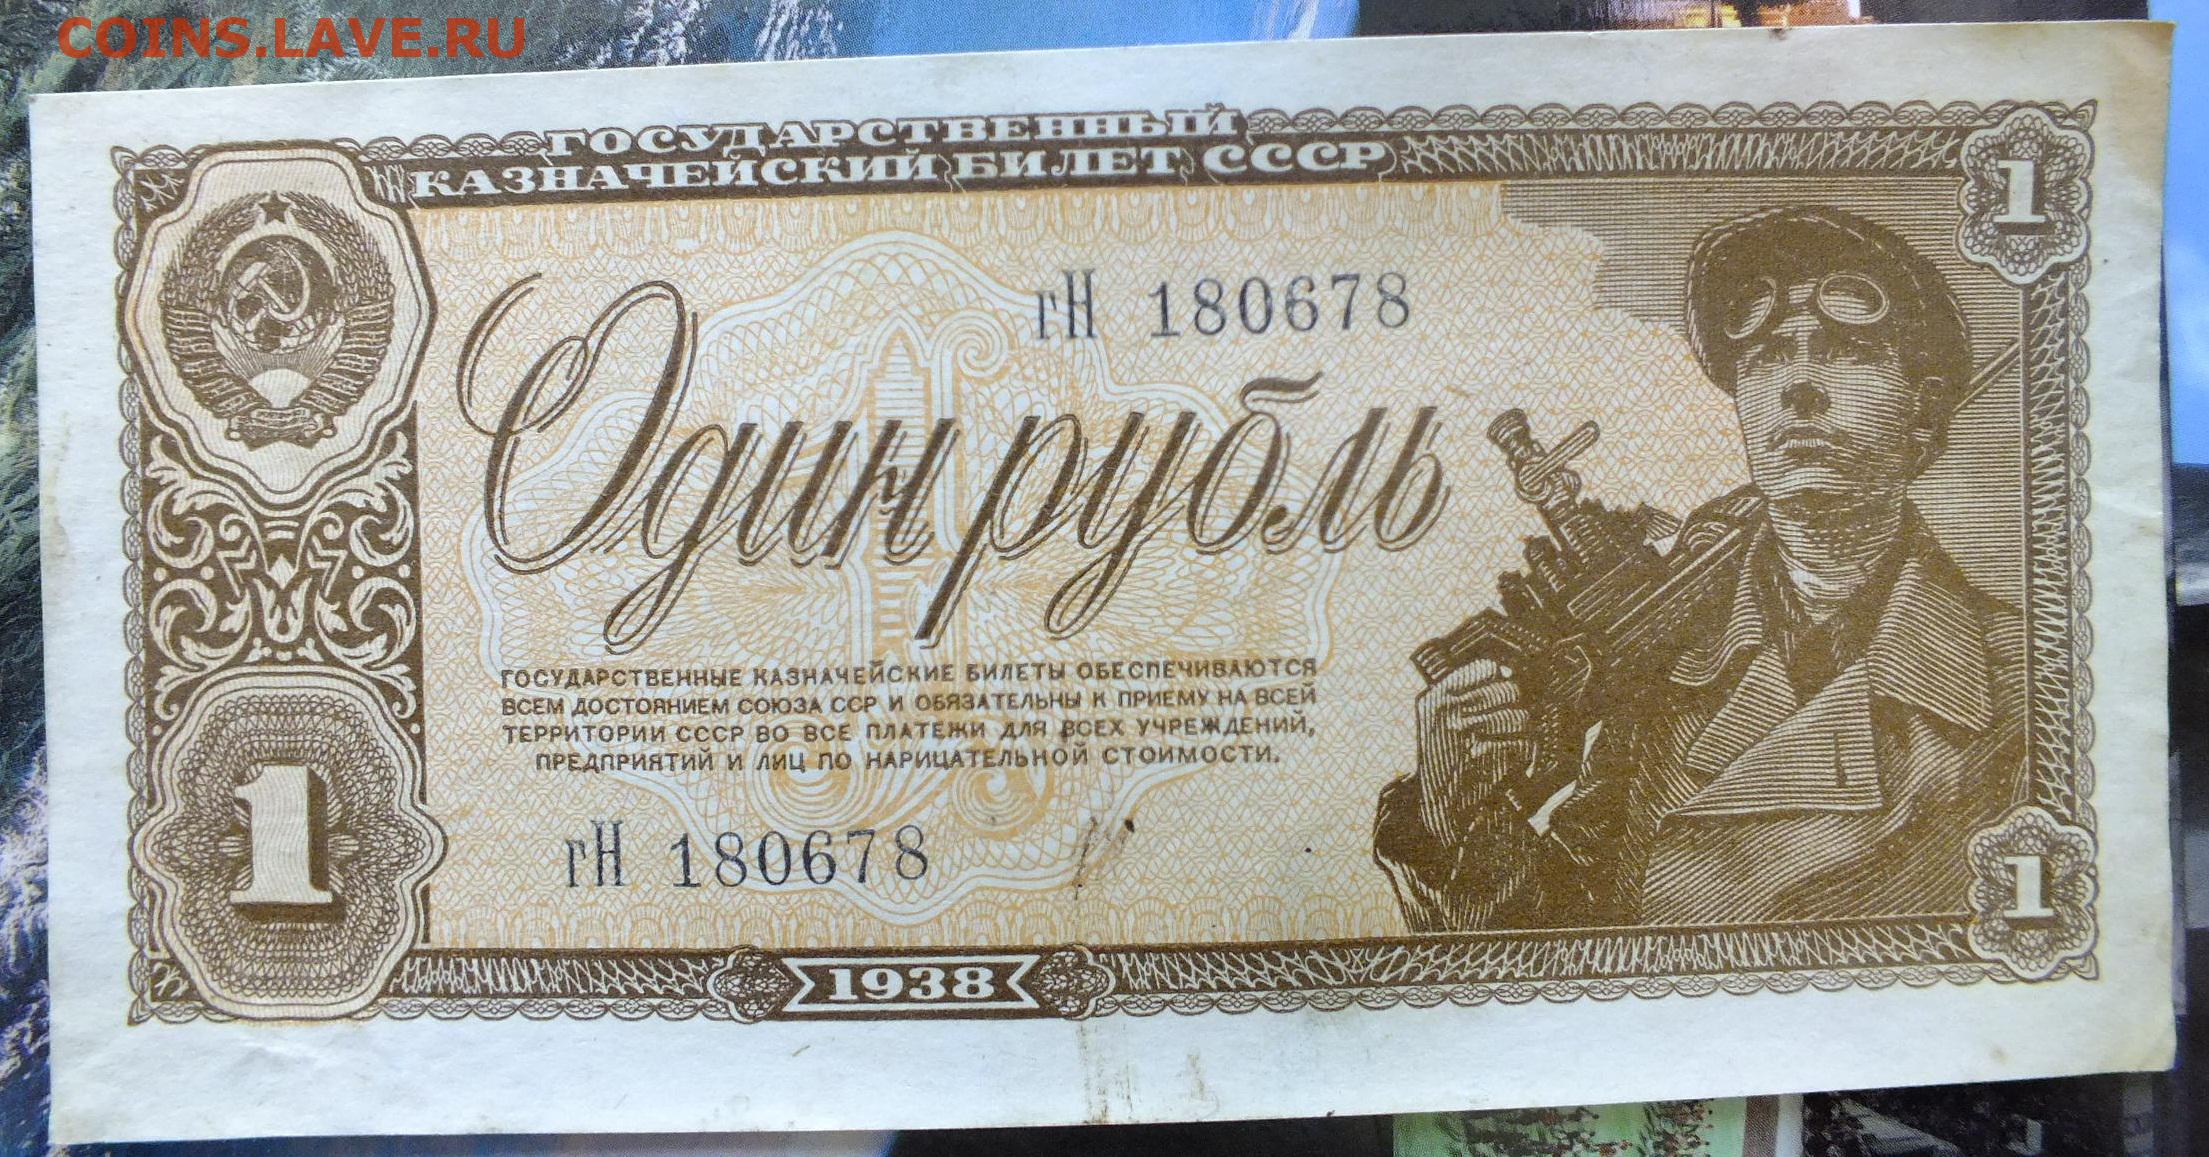 COINS.LAVE.RU
ГОСУДАРСТВЕННЫЙ
КАЗНАЧЕЙСКИЙ БИЛЕТ СССР
1
гН 180678
Один рубль
ГОСУДАРСТВЕННЫЕ КАЗНАЧЕЙСКИЕ БИЛЕТЫ ОБЕСПЕЧИВАЮТСЯ
ВСЕМ ДОСТОЯНИЕМ СОЮЗА ССР И ОБЯЗАТЕЛЬНЫ К ПРИЕМУ НА ВСЕЙ
ТЕРРИТОРИИ СССР ВО ВСЕ ПЛАТЕЖИ ДЛЯ ВСЕХ УЧРЕЖДЕНИЙ,
ПРЕДПРИЯТИЙ И ЛИЦ ПО НАРИЦАТЕЛЬНОЙ СТОИМОСТИ.
1
гН 180678
1
1938